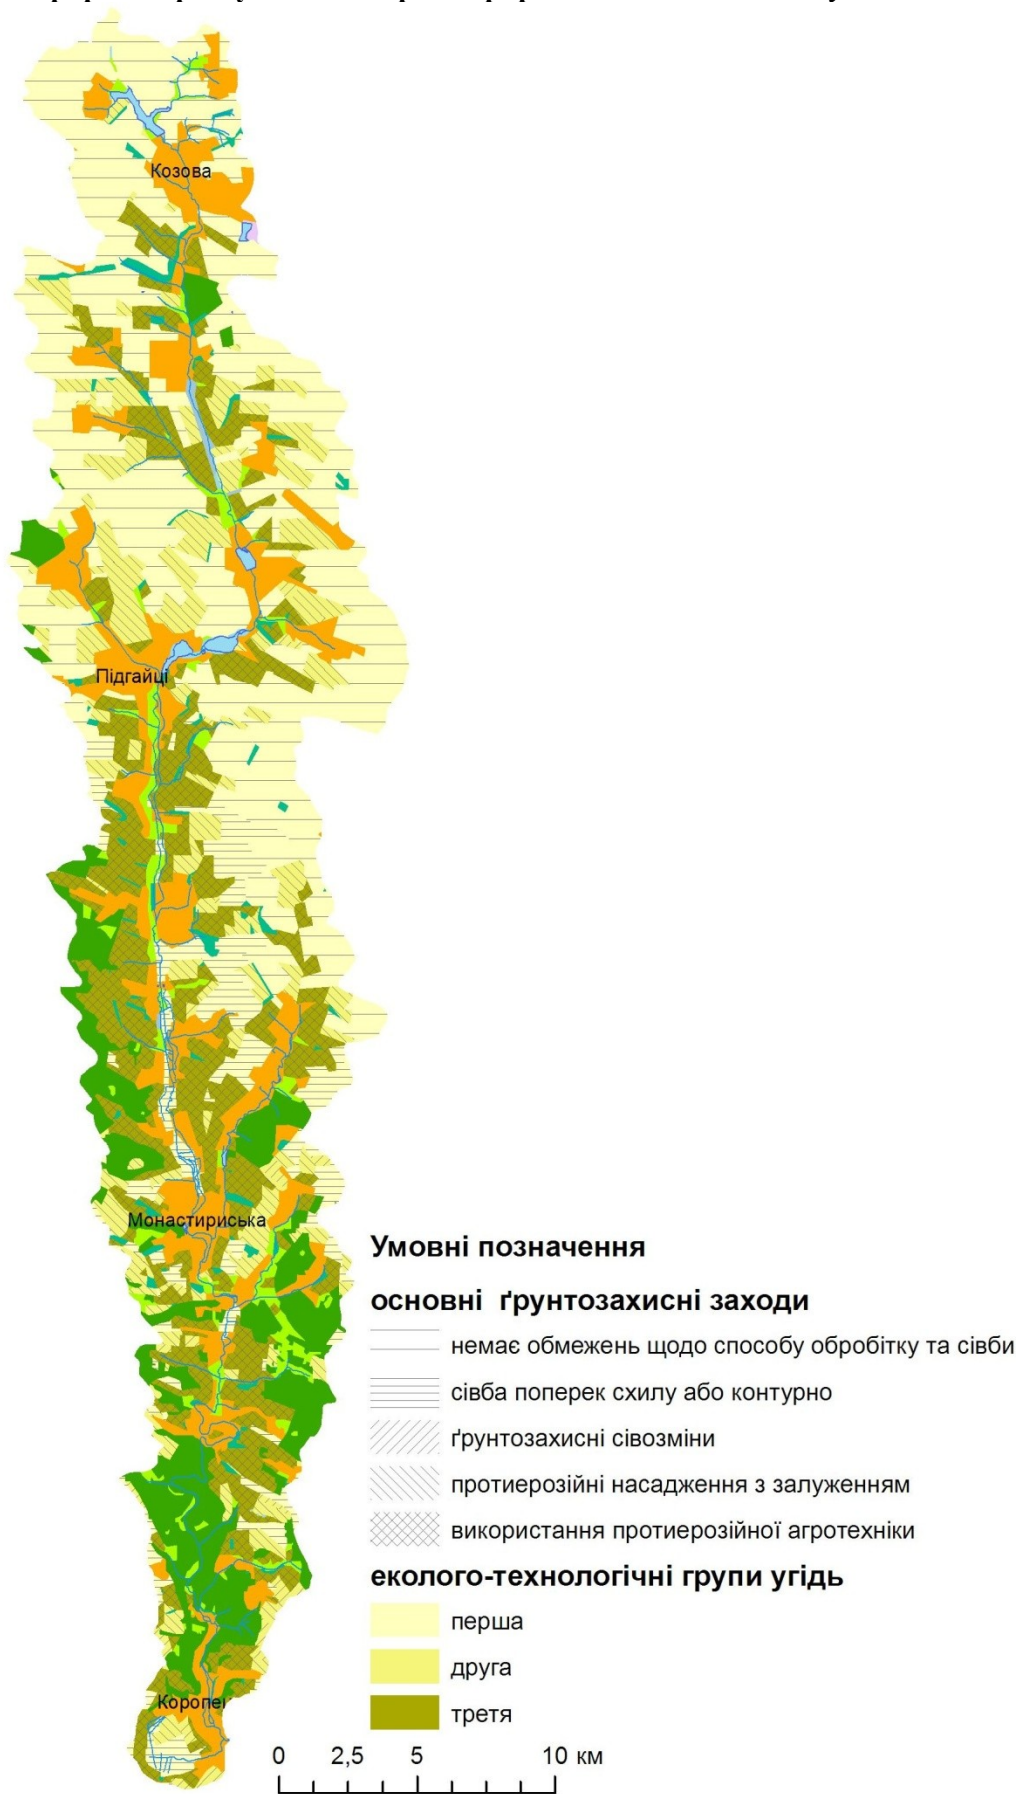 Козова
Підгайці
Монастириська
Умовні позначення
основні ґрунтозахисні заходи
немає обмежень щодо способу обробітку та сівби
сівба поперек схилу або контурно
ґрунтозахисні сівозміни
протиерозійні насадження з залуженням
використання протиерозійної агротехніки
еколого-технологічні групи угідь
перша
друга
третя
Коропец
0 2,5 5 10 км